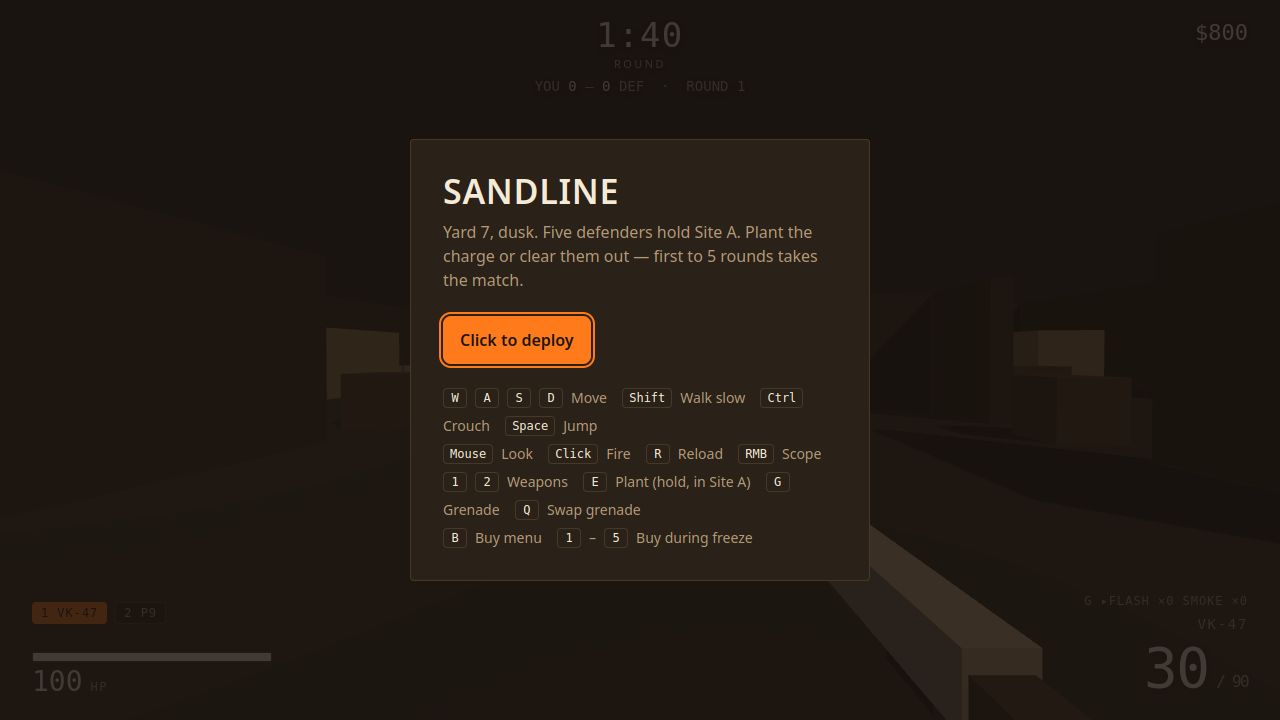 1:40
ROUND
YOU 0 — 0 DEF · ROUND 1
$800
SANDLINE
Yard 7, dusk. Five defenders hold Site A. Plant the
charge or clear them out — first to 5 rounds takes
the match.
Click to deploy
W A S D Move Shift Walk slow Ctrl
Crouch Space Jump
Mouse Look Click Fire R Reload RMB Scope
1 2 Weapons E Plant (hold, in Site A) G
Grenade Q Swap grenade
B Buy menu 1 – 5 Buy during freeze
1 VK-47 2 P9
100 HP
G ▸FLASH ×0 SMOKE ×0
VK-47
30 / 90